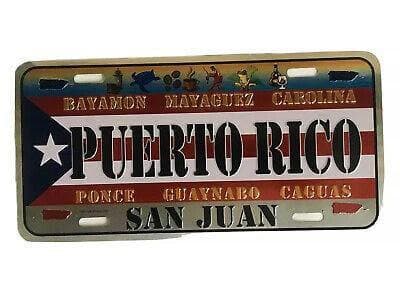 BAYAMON MAYAGUEZ CAROLINA
PUERTO RICO
PONCE GUAYNABO CAGUAS
SAN JUAN